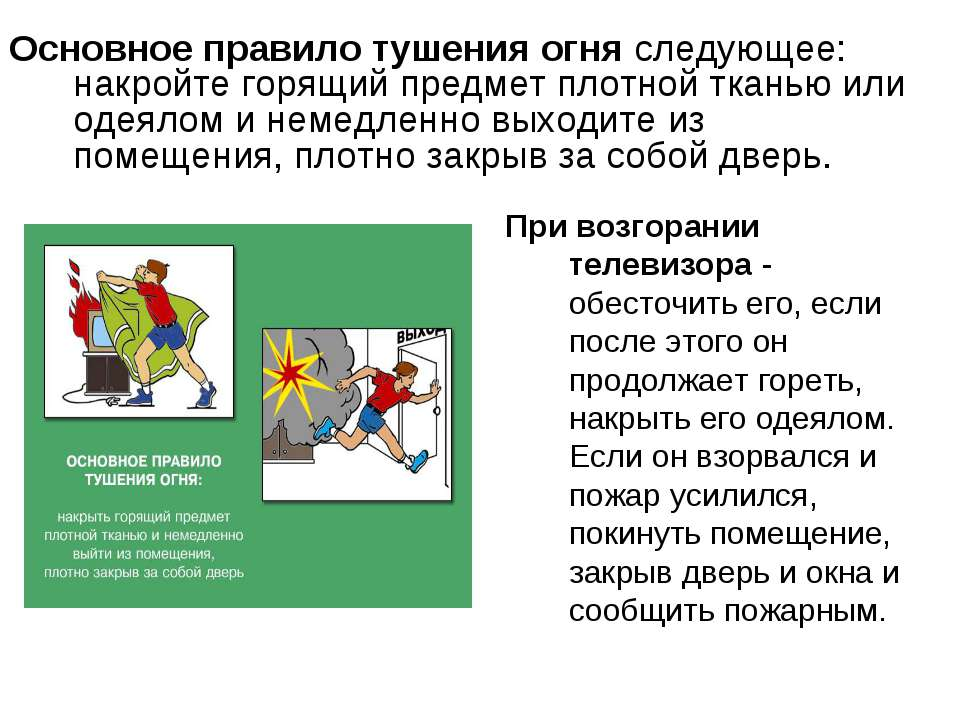 Основное правило тушения огня следующее:
накройте горящий предмет плотной тканью или
одеялом и немедленно выходите из
помещения, плотно закрыв за собой дверь.
ВЫХОД
ОСНОВНОЕ ПРАВИЛО
ТУШЕНИЯ ОГНЯ:
накрыть горящий предмет
плотной тканью и немедленно
выйти из помещения,
плотно закрыв за собой дверь
При возгорании
телевизора -
обесточить его, если
после этого он
продолжает гореть,
накрыть его одеялом.
Если он взорвался и
пожар усилился,
покинуть помещение,
закрыв дверь и окна и
сообщить пожарным.